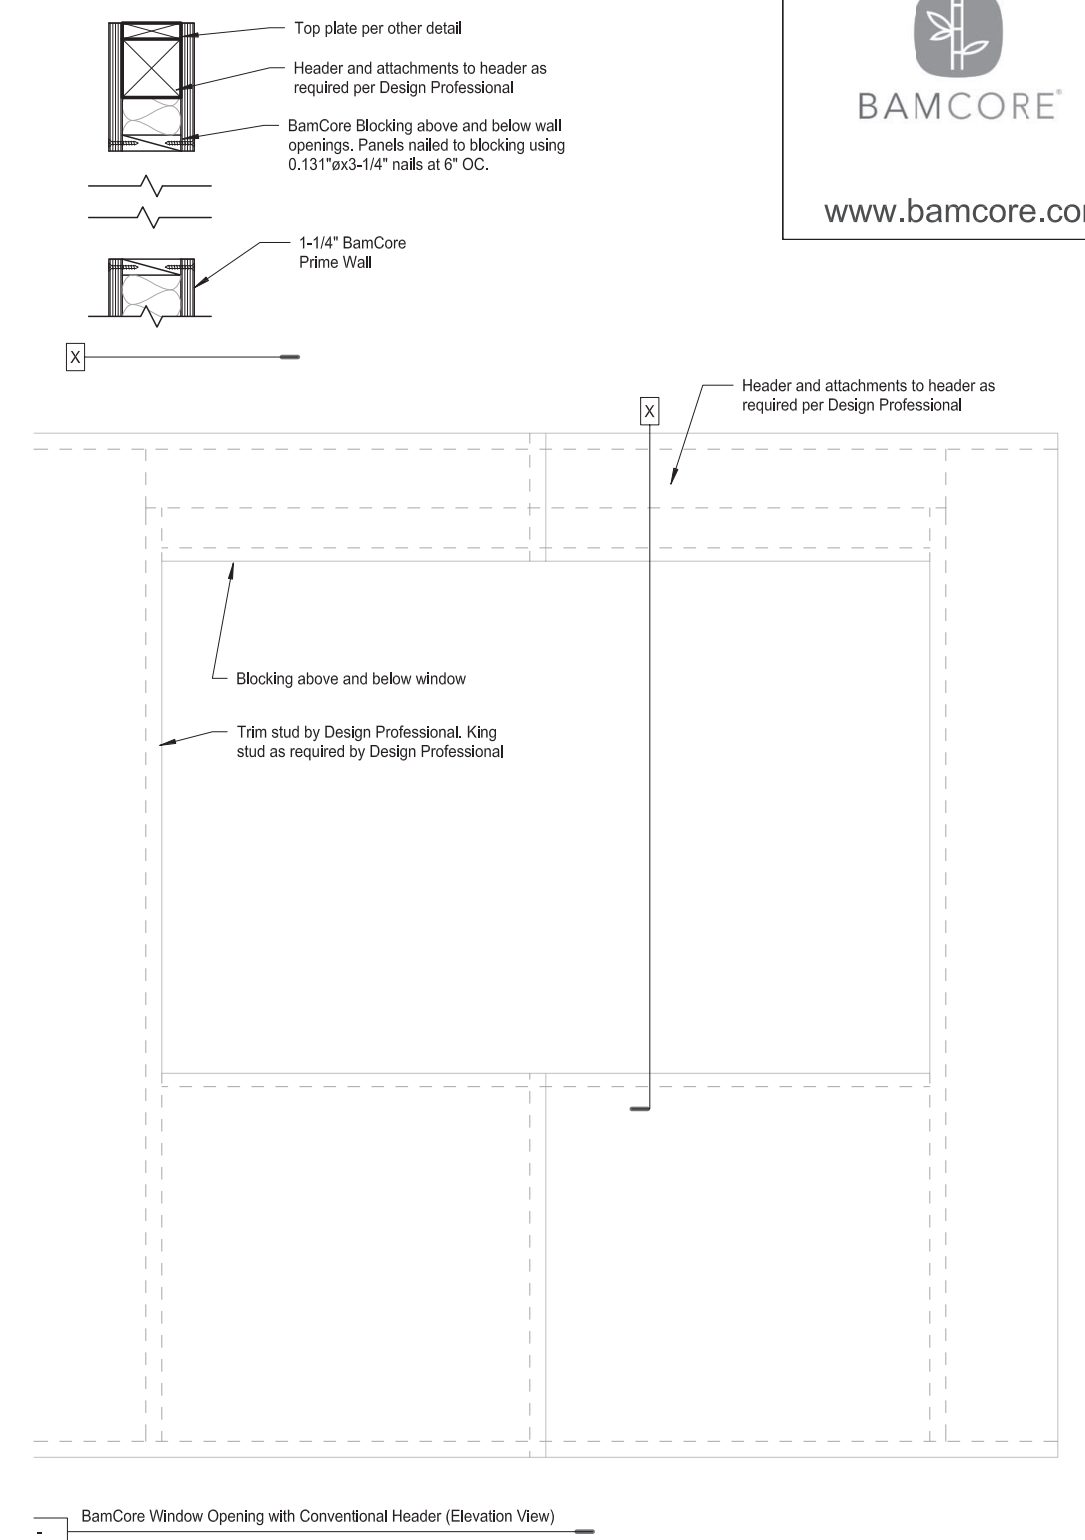 Top plate per other detail
Header and attachments to header as
required per Design Professional
BamCore Blocking above and below wall
openings. Panels nailed to blocking using
0.131"øx3-1/4" nails at 6" OC.
1-1/4" BamCore
Prime Wall
BAMCORE®
www.bamcore.com
X
X
Header and attachments to header as
required per Design Professional
Blocking above and below window
Trim stud by Design Professional. King
stud as required by Design Professional
BamCore Window Opening with Conventional Header (Elevation View)
-